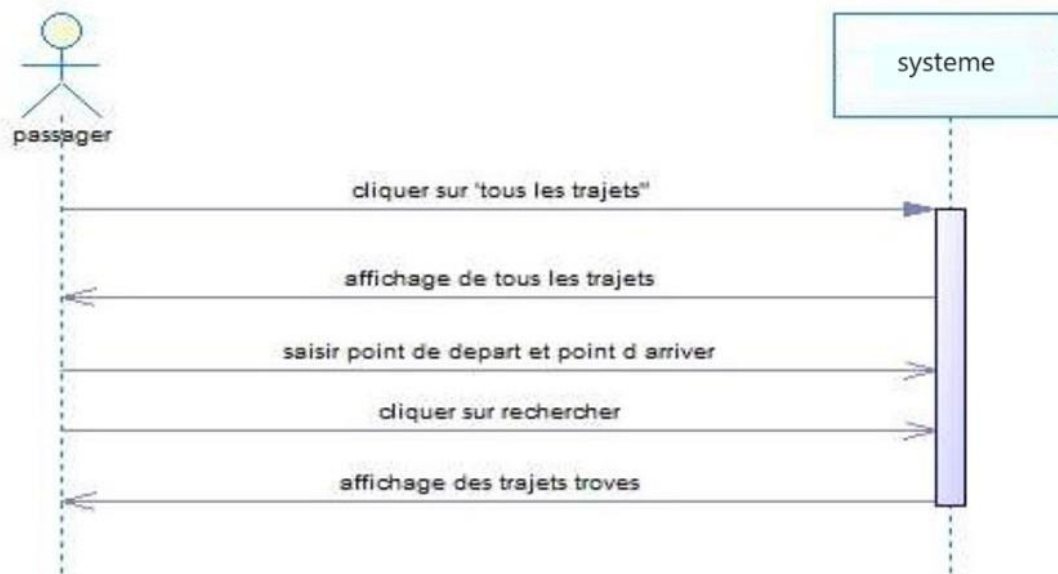 systeme
passager
cliquer sur 'tous les trajets"
affichage de tous les trajets
saisir point de depart et point d arriver
cliquer sur rechercher
affichage des trajets troves